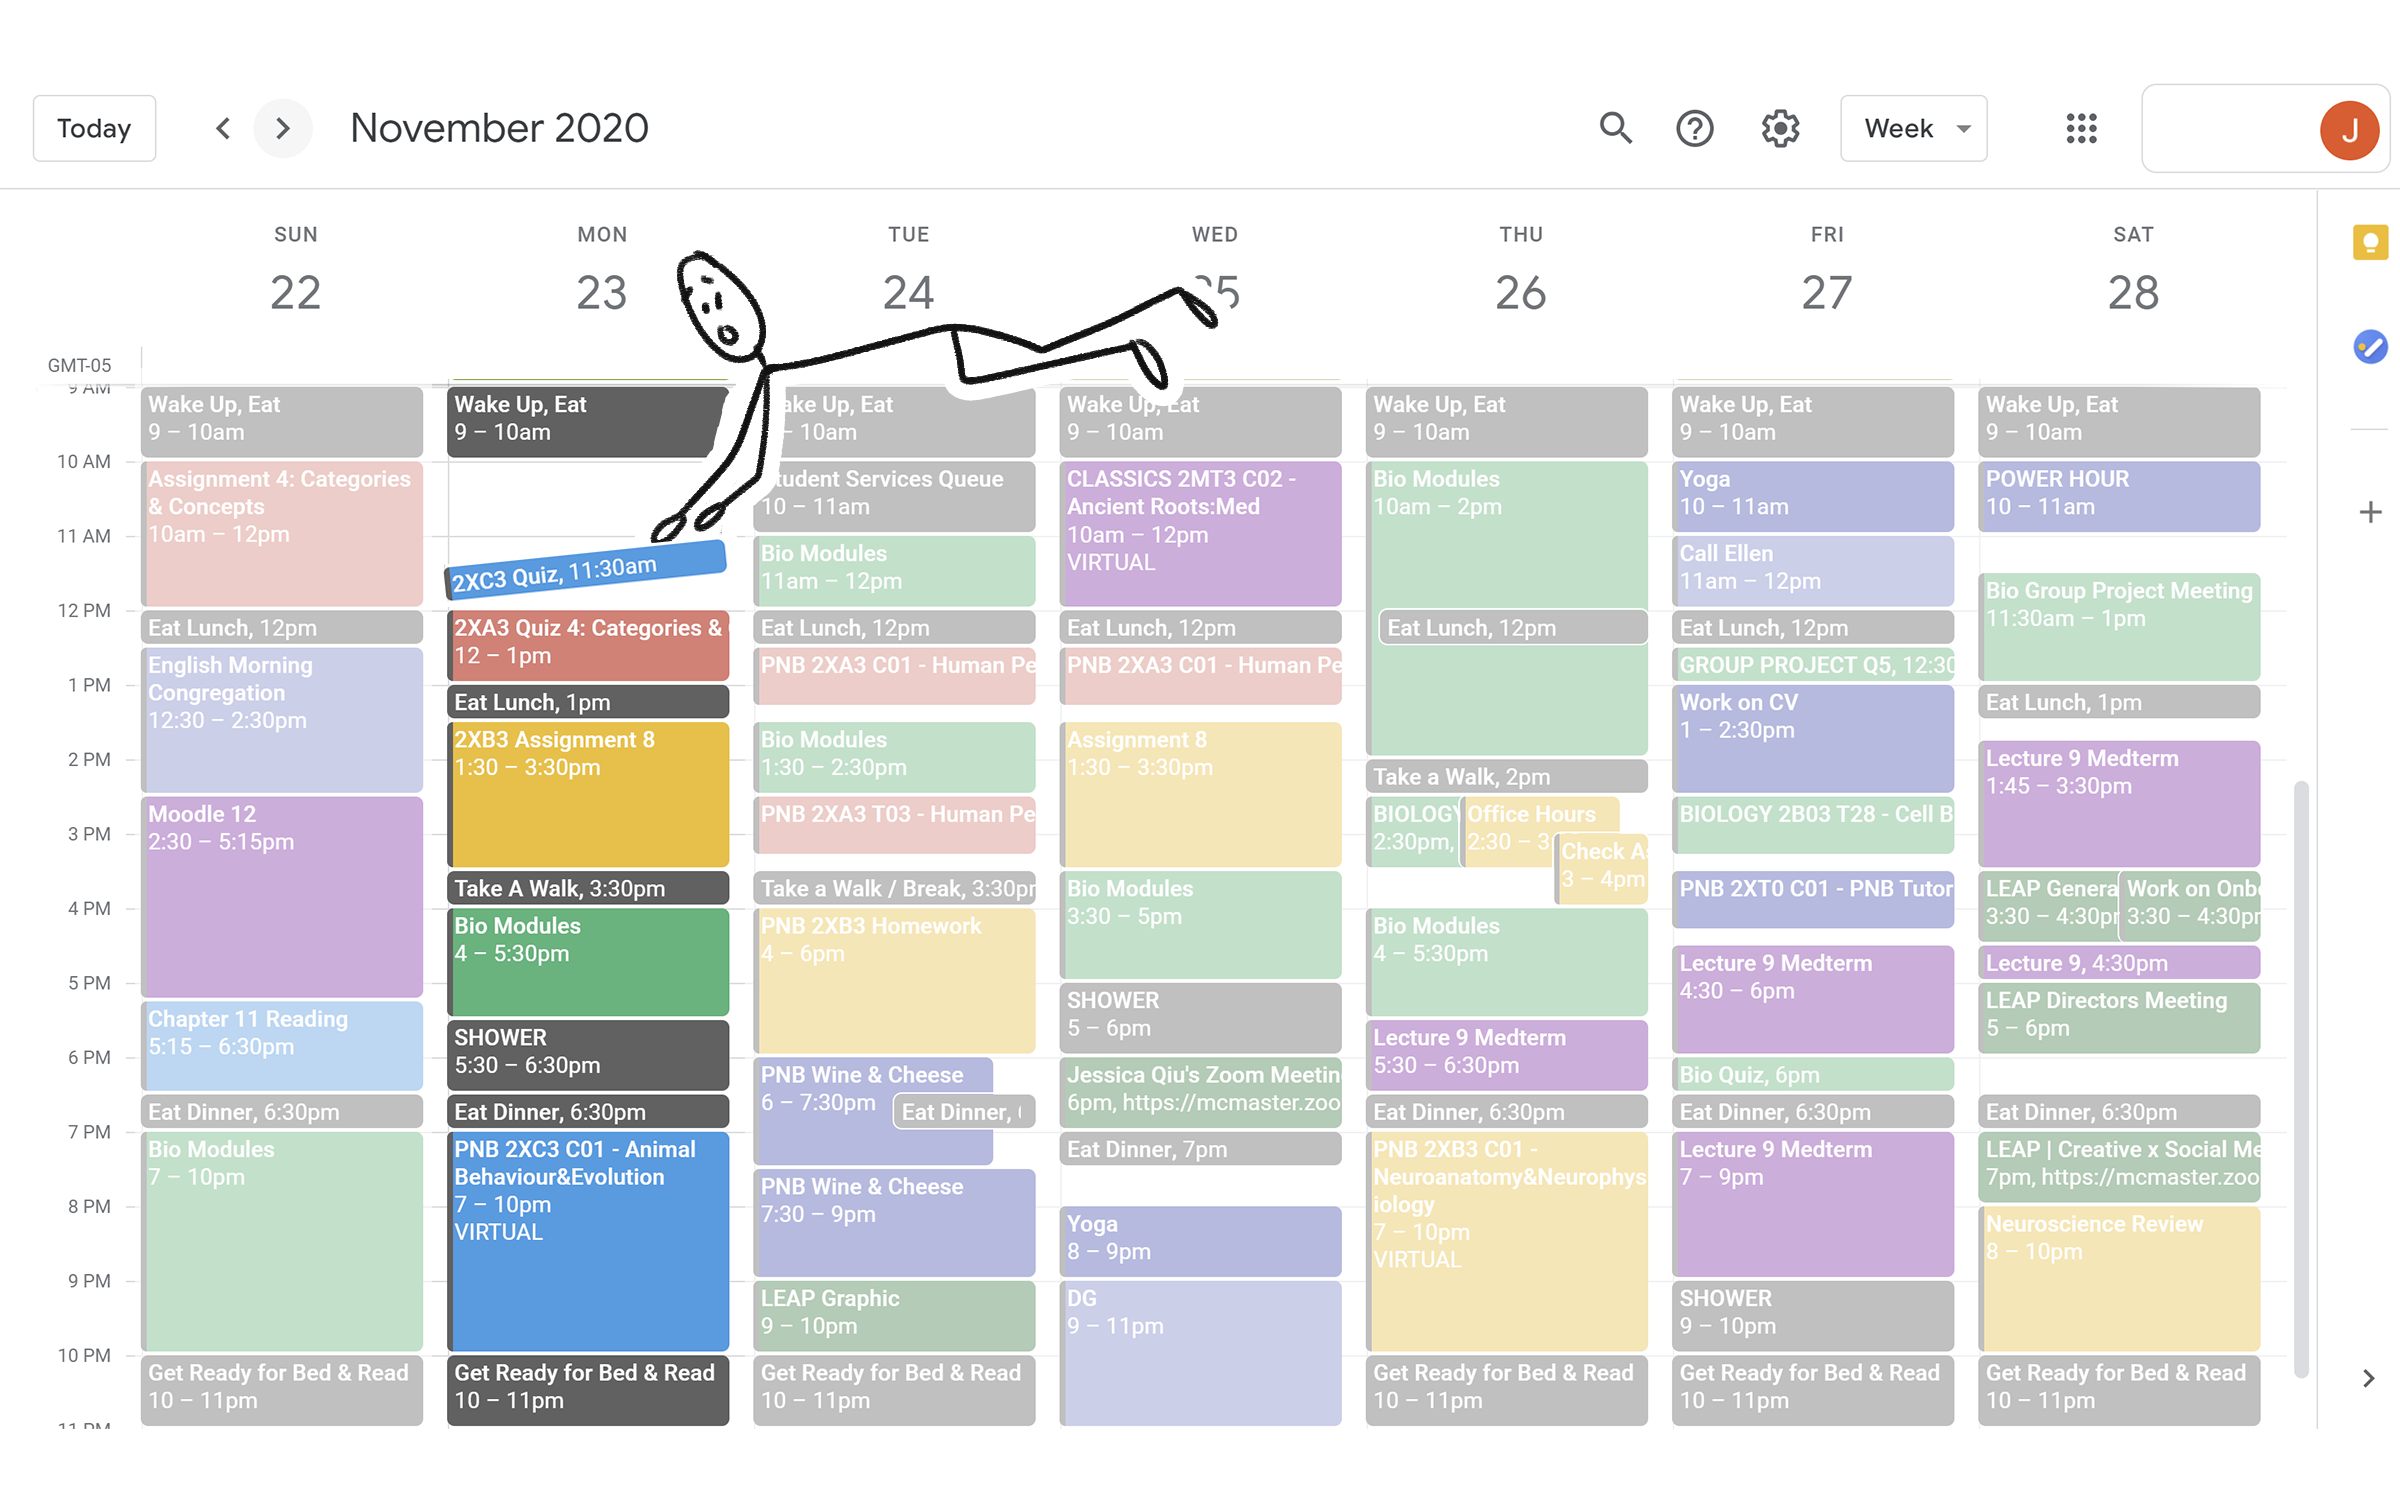 Today
November 2020
Week
J
SUN
MON
TUE
WED
THU
FRI
SAT
22
23
24
26
27
28
GMT-05
9 AM
10 AM
11 AM
12 PM
1 PM
2 PM
3 PM
4 PM
5 PM
6 PM
7 PM
8 PM
9 PM
10 PM
11 PM
Wake Up, Eat
9 – 10am
Assignment 4: Categories
& Concepts
10am – 12pm
Eat Lunch, 12pm
English Morning
Congregation
12:30 – 2:30pm
Moodle 12
2:30 – 5:15pm
Chapter 11 Reading
5:15 – 6:30pm
Eat Dinner, 6:30pm
Bio Modules
7 – 10pm
Get Ready for Bed & Read
10 – 11pm
Wake Up, Eat
9 – 10am
2XC3 Quiz, 11:30am
2XA3 Quiz 4: Categories &
12 – 1pm
Eat Lunch, 1pm
2XB3 Assignment 8
1:30 – 3:30pm
Take A Walk, 3:30pm
Bio Modules
4 – 5:30pm
SHOWER
5:30 – 6:30pm
Eat Dinner, 6:30pm
PNB 2XC3 C01 - Animal
Behaviour&Evolution
7 – 10pm
VIRTUAL
Get Ready for Bed & Read
10 – 11pm
ake Up, Eat
– 10am
tudent Services Queue
10 – 11am
Bio Modules
11am – 12pm
Eat Lunch, 12pm
PNB 2XA3 C01 - Human Pe
Bio Modules
1:30 – 2:30pm
PNB 2XA3 T03 - Human Pe
Take a Walk / Break, 3:30pr
PNB 2XB3 Homework
4 – 6pm
PNB Wine & Cheese
6 – 7:30pm
Eat Dinner,
PNB Wine & Cheese
7:30 – 9pm
LEAP Graphic
9 – 10pm
Get Ready for Bed & Read
10 – 11pm
Wake Up, Eat
9 – 10am
CLASSICS 2MT3 C02 -
Ancient Roots:Med
10am – 12pm
VIRTUAL
Eat Lunch, 12pm
PNB 2XA3 C01 - Human Pe
Assignment 8
1:30 – 3:30pm
Bio Modules
3:30 – 5pm
SHOWER
5 – 6pm
Jessica Qiu's Zoom Meetin
6pm, https://mcmaster.zoo
Eat Dinner, 7pm
Yoga
8 – 9pm
DG
9 – 11pm
Wake Up, Eat
9 – 10am
Bio Modules
10am – 2pm
Eat Lunch, 12pm
Take a Walk, 2pm
BIOLOGY
2:30pm,
Office Hours
2:30 – 3
Check A
3 – 4pm
Bio Modules
4 – 5:30pm
Lecture 9 Medterm
5:30 – 6:30pm
Eat Dinner, 6:30pm
PNB 2XB3 C01 -
Neuroanatomy&Neurophys
iology
7 – 10pm
VIRTUAL
Get Ready for Bed & Read
10 – 11pm
Wake Up, Eat
9 – 10am
Yoga
10 – 11am
Call Ellen
11am – 12pm
Eat Lunch, 12pm
GROUP PROJECT Q5, 12:30
Work on CV
1 – 2:30pm
BIOLOGY 2B03 T28 - Cell B
PNB 2XT0 C01 - PNB Tutor
Lecture 9 Medterm
4:30 – 6pm
Bio Quiz, 6pm
Eat Dinner, 6:30pm
Lecture 9 Medterm
7 – 9pm
SHOWER
9 – 10pm
Get Ready for Bed & Read
10 – 11pm
Wake Up, Eat
9 – 10am
POWER HOUR
10 – 11am
Bio Group Project Meeting
11:30am – 1pm
Eat Lunch, 1pm
Lecture 9 Medterm
1:45 – 3:30pm
LEAP Genera
3:30 – 4:30pr
Work on Onb
3:30 – 4:30pr
Lecture 9, 4:30pm
LEAP Directors Meeting
5 – 6pm
Eat Dinner, 6:30pm
LEAP | Creative x Social Me
7pm, https://mcmaster.zoo
Neuroscience Review
8 – 10pm
Get Ready for Bed & Read
10 – 11pm